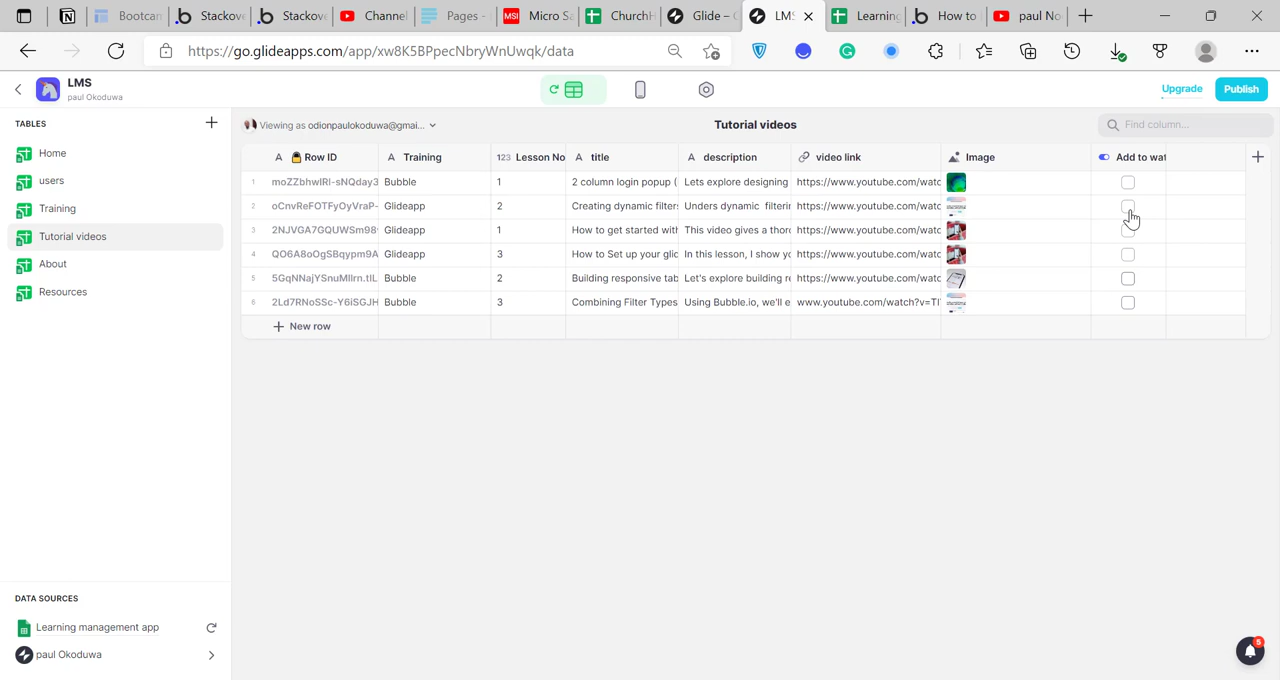 Bootcan
Stackove
Stackove
Channel
Pages -
MSI Micro Sa
ChurchH
Glide – C
LMS
Learning
How to
paul No
https://go.glideapps.com/app/xw8K5BPpecNbryWnUwqk/data
LMS
paul Okoduwa
Upgrade
Publish
TABLES
Home
users
Training
Tutorial videos
About
Resources
Viewing as odionpaulokoduwa@gmai...
Tutorial videos
Find column...
A Row ID A Training 123 Lesson No A title A description video link Image Add to wat
1 moZZbhwIRl-sNQday3 Bubble 1 2 column login popup ( Lets explore designing https://www.youtube.com/watc
2 oCnvReFOTFyOyVraP- Glideapp 2 Creating dynamic filters Unders dynamic filterin https://www.youtube.com/watc
3 2NJVGA7GQUWSm98 Glideapp 1 How to get started with This video gives a thor https://www.youtube.com/watc
4 QO6A8oOgSBqypm9A Glideapp 3 How to Set up your glic In this lesson, I show yo https://www.youtube.com/watc
5 5GqNNajYSnuMIlrn.tIL Bubble 2 Building responsive tab Let's explore building re https://www.youtube.com/watc
6 2Ld7RNoSSc-Y6iSGJH Bubble 3 Combining Filter Types Using Bubble.io, we'll e www.youtube.com/watch?v=TI
New row
DATA SOURCES
Learning management app
paul Okoduwa
5